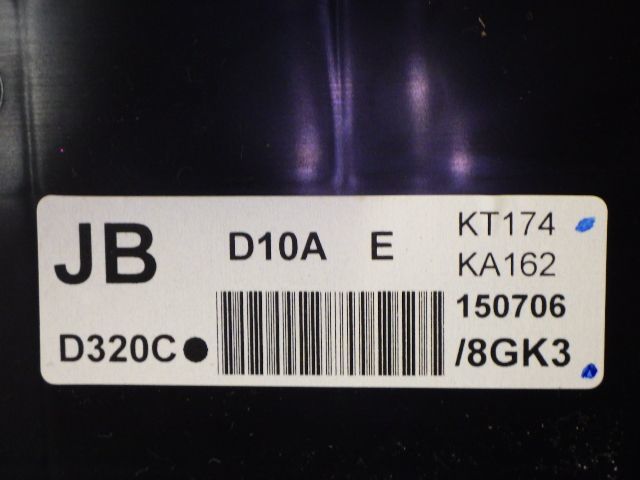 JB D10A E KT174
KA162
150706
D320C● /8GK3